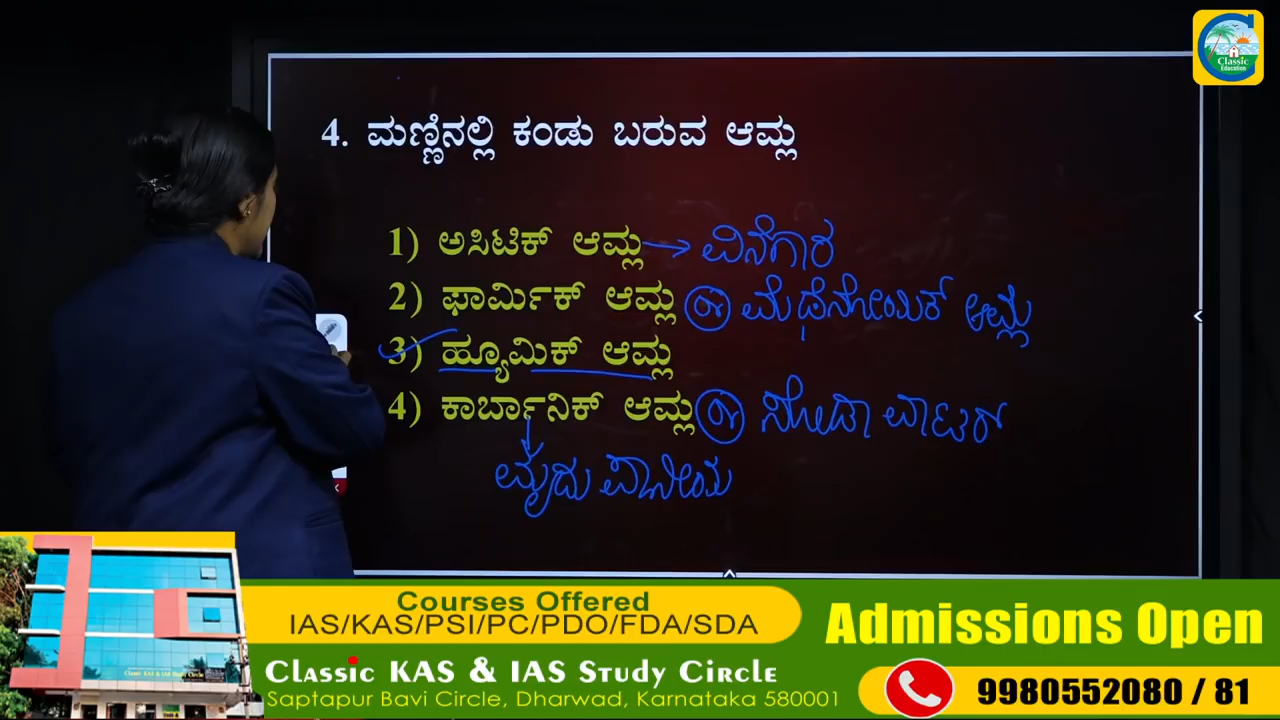 Classic
Education
4. ಮಣ್ಣಿನಲ್ಲಿ ಕಂಡು ಬರುವ ಆಮ್ಲ
1) ಅಸಿಟಿಕ್ ಆಮ್ಲ → ವಿನೆಗಾರ
2) ಫಾರ್ಮಿಕ್ ಆಮ್ಲ ಮೆಥೆನೋಯಿಕ್ ಆಮ್ಲ
3) ಹ್ಯೂಮಿಕ್ ಆಮ್ಲ
4) ಕಾರ್ಬಾನಿಕ್ ಆಮ್ಲ ಸೋಡಾ ವಾಟರ್
ಮೃದು ಪಾನೀಯ
Courses Offered
IAS/KAS/PSI/PC/PDO/FDA/SDA
Admissions Open
Classic KAS & IAS Study Circle
Saptapur Bavi Circle, Dharwad, Karnataka 580001
9980552080 / 81